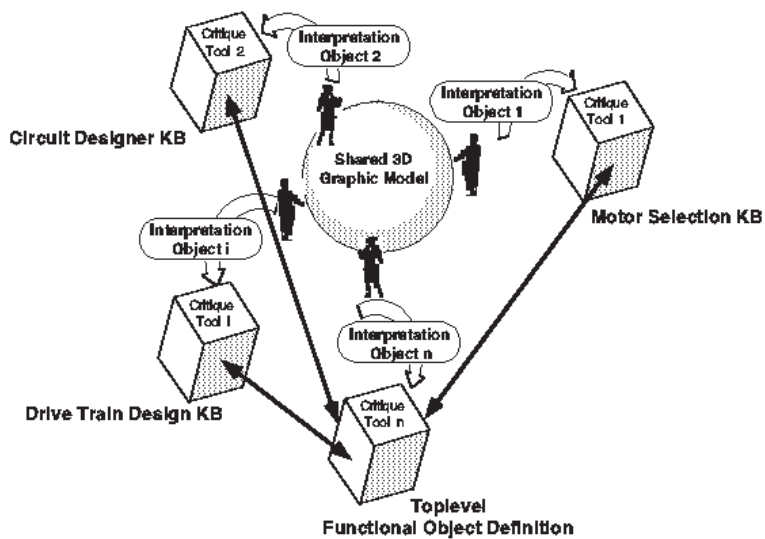 Critique
Tool 2
Interpretation
Object 2
Circuit Designer KB
Interpretation
Object 1
Critique
Tool 1
Motor Selection KB
Shared 3D
Graphic Model
Interpretation
Object i
Critique
Tool I
Drive Train Design KB
Interpretation
Object n
Critique
Tool n
Toplevel
Functional Object Definition